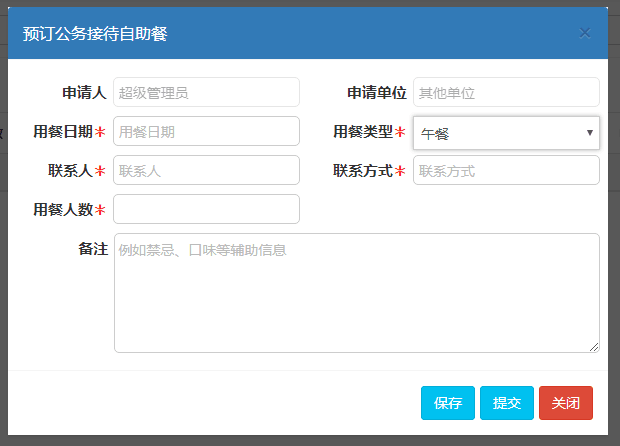 预订公务接待自助餐 ×
申请人 超级管理员 申请单位 其他单位
用餐日期* 用餐日期 用餐类型* 午餐
联系人* 联系人 联系方式* 联系方式
用餐人数*
备注 例如禁忌、口味等辅助信息
保存 提交 关闭